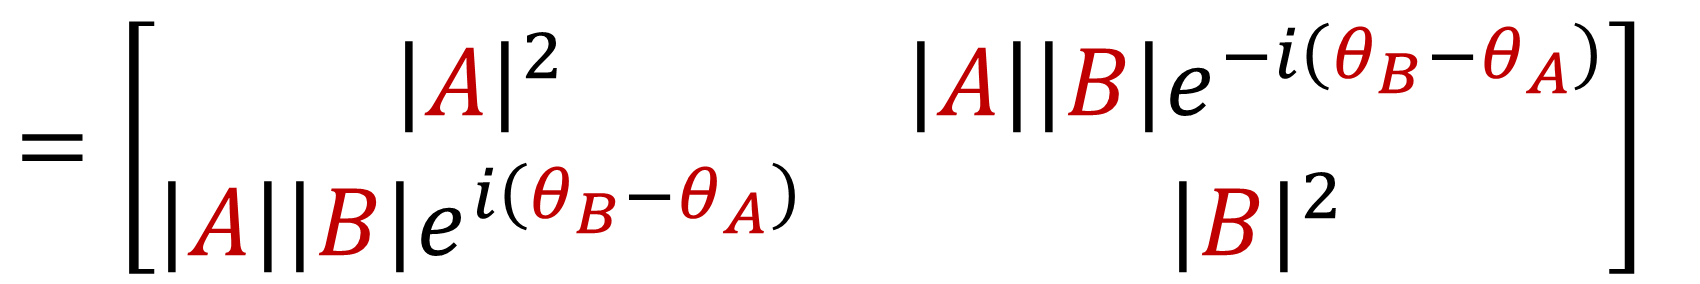 = [ |A|² |A||B|e^{−i(θ_B−θ_A)}
|A||B|e^{i(θ_B−θ_A)} |B|² ]